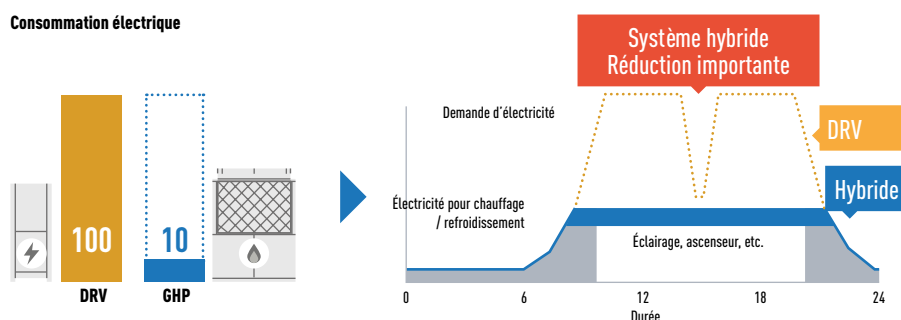 Consommation électrique
100
10
DRV
GHP
Système hybride
Réduction importante
Demande d'électricité
DRV
Électricité pour chauffage
/ refroidissement
Hybride
Éclairage, ascenseur, etc.
0 6 12 18 24
Durée